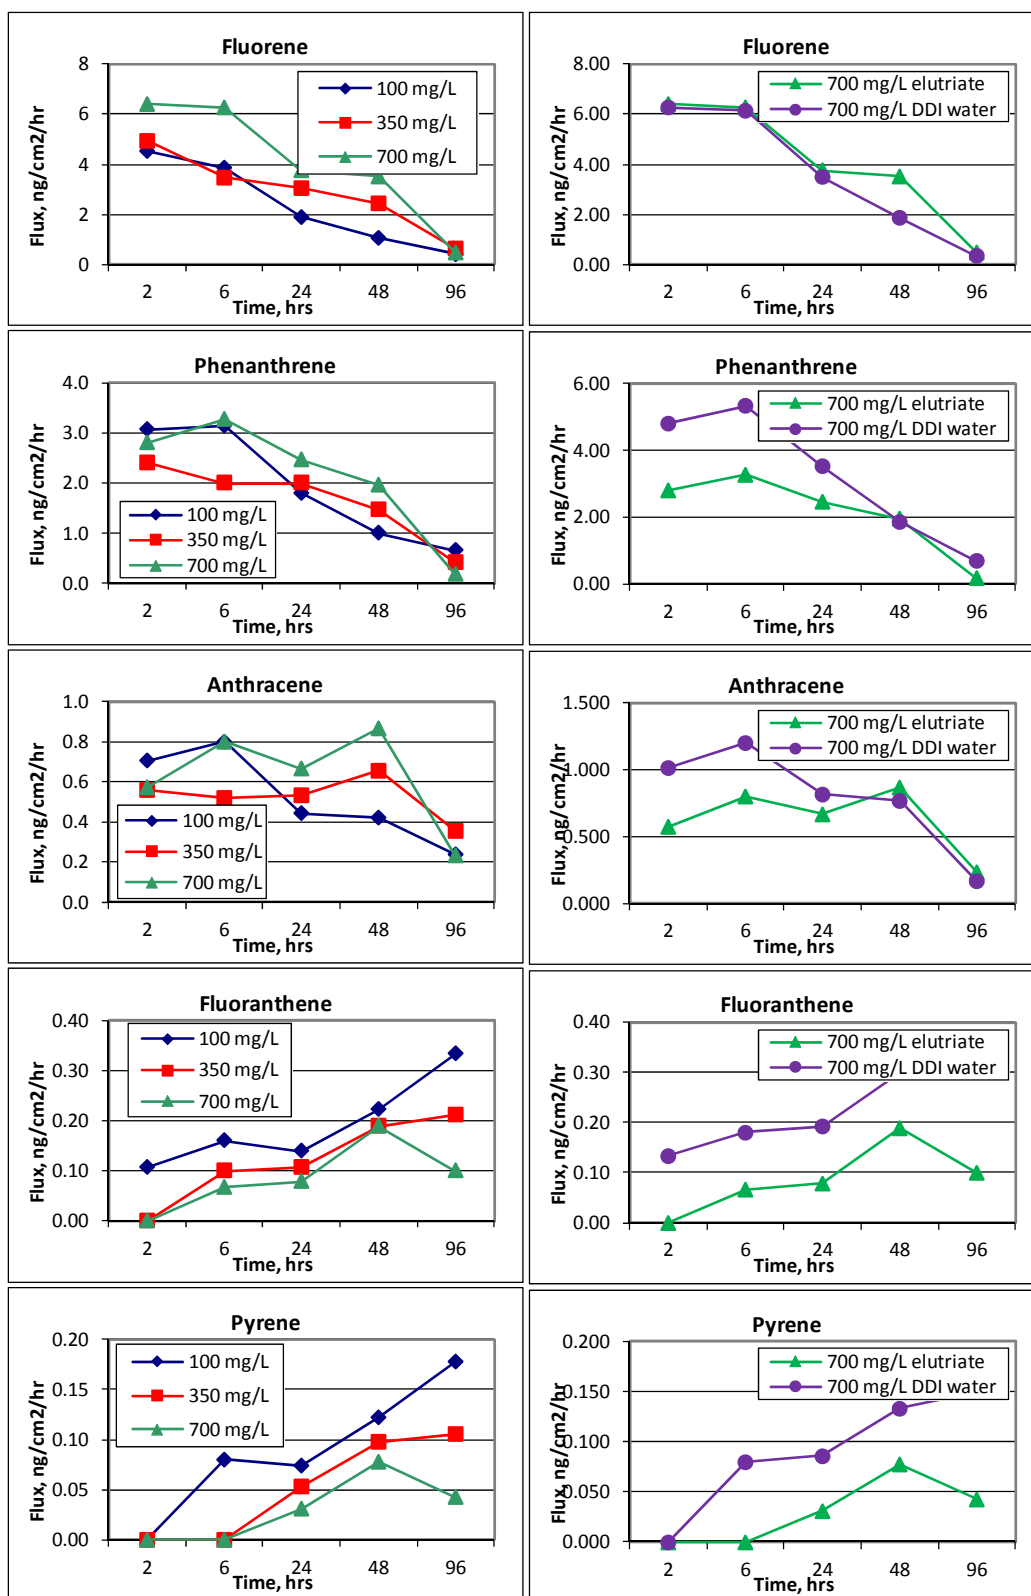 Fluorene
Flux, ng/cm2/hr
8
6
4
2
0
100 mg/L
350 mg/L
700 mg/L
2 6 24 48 96
Time, hrs
Fluorene
Flux, ng/cm2/hr
8.00
6.00
4.00
2.00
0.00
700 mg/L elutriate
700 mg/L DDI water
2 6 24 48 96
Time, hrs
Phenanthrene
Flux, ng/cm2/hr
4.0
3.0
2.0
1.0
0.0
100 mg/L
350 mg/L
700 mg/L
2 6 24 48 96
Time, hrs
Phenanthrene
Flux, ng/cm2/hr
6.00
4.00
2.00
0.00
700 mg/L elutriate
700 mg/L DDI water
2 6 24 48 96
Time, hrs
Anthracene
Flux, ng/cm2/hr
1.0
0.8
0.6
0.4
0.2
0.0
100 mg/L
350 mg/L
700 mg/L
2 6 24 48 96
Time, hrs
Anthracene
Flux, ng/cm2/hr
1.500
1.000
0.500
0.000
700 mg/L elutriate
700 mg/L DDI water
2 6 24 48 96
Time, hrs
Fluoranthene
Flux, ng/cm2/hr
0.40
0.30
0.20
0.10
0.00
100 mg/L
350 mg/L
700 mg/L
2 6 24 48 96
Time, hrs
Fluoranthene
Flux, ng/cm2/hr
0.40
0.30
0.20
0.10
0.00
700 mg/L elutriate
700 mg/L DDI water
2 6 24 48 96
Time, hrs
Pyrene
Flux, ng/cm2/hr
0.20
0.15
0.10
0.05
0.00
100 mg/L
350 mg/L
700 mg/L
2 6 24 48 96
Time, hrs
Pyrene
Flux, ng/cm2/hr
0.200
0.150
0.100
0.050
0.000
700 mg/L elutriate
700 mg/L DDI water
2 6 24 48 96
Time, hrs